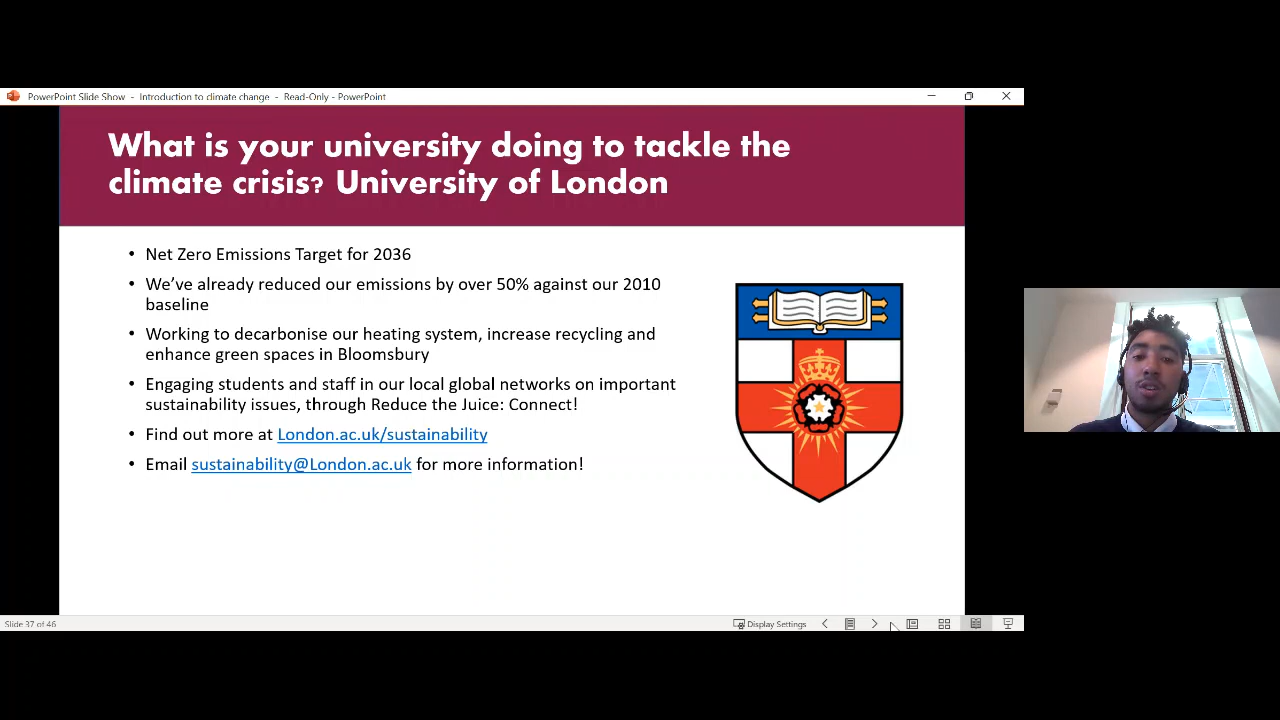 PowerPoint Slide Show - Introduction to climate change - Read-Only - PowerPoint
What is your university doing to tackle the
climate crisis? University of London
• Net Zero Emissions Target for 2036
• We’ve already reduced our emissions by over 50% against our 2010
baseline
• Working to decarbonise our heating system, increase recycling and
enhance green spaces in Bloomsbury
• Engaging students and staff in our local global networks on important
sustainability issues, through Reduce the Juice: Connect!
• Find out more at London.ac.uk/sustainability
• Email sustainability@London.ac.uk for more information!
Slide 37 of 46
Display Settings